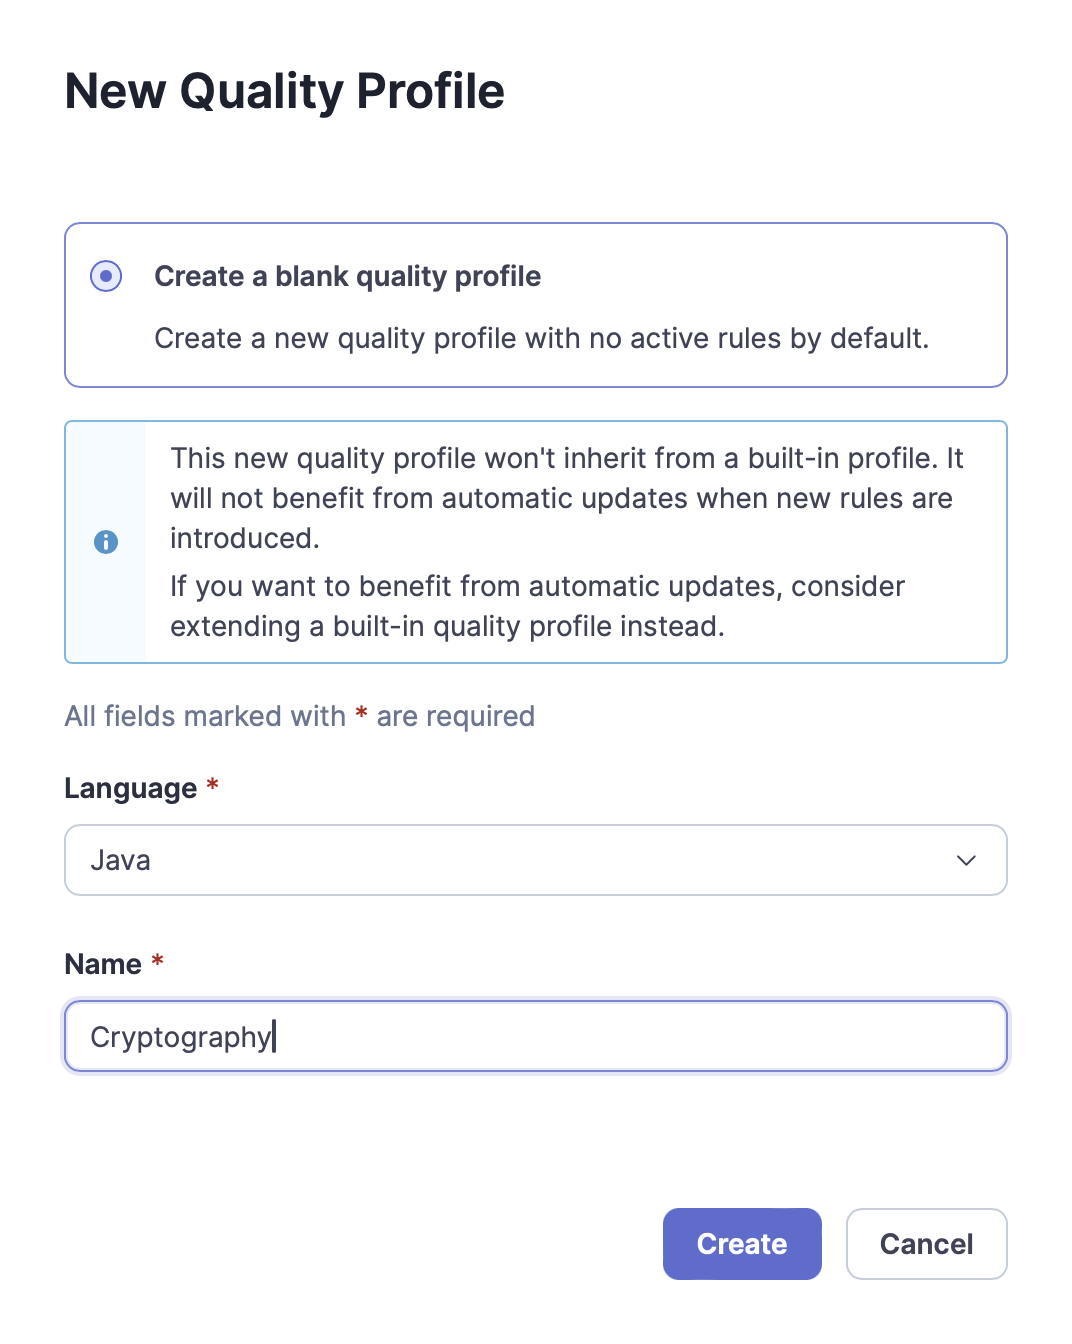 New Quality Profile
Create a blank quality profile
Create a new quality profile with no active rules by default.
This new quality profile won't inherit from a built-in profile. It
will not benefit from automatic updates when new rules are
introduced.
If you want to benefit from automatic updates, consider
extending a built-in quality profile instead.
All fields marked with * are required
Language *
Java
Name *
Cryptography
Create
Cancel